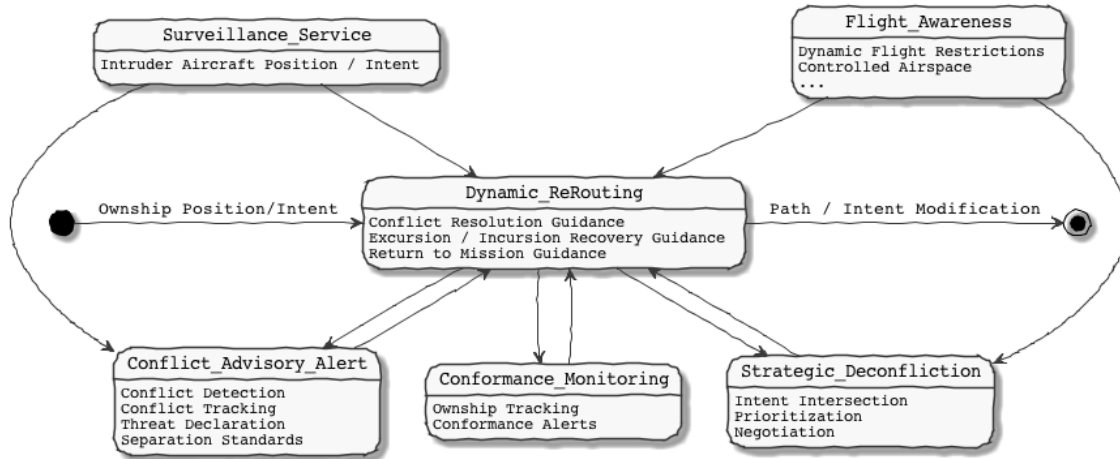 Surveillance_Service
Intruder Aircraft Position / Intent
Flight_Awareness
Dynamic Flight Restrictions
Controlled Airspace
...
Ownship Position/Intent
Dynamic_ReRouting
Conflict Resolution Guidance
Excursion / Incursion Recovery Guidance
Return to Mission Guidance
Path / Intent Modification
Conflict_Advisory_Alert
Conflict Detection
Conflict Tracking
Threat Declaration
Separation Standards
Conformance_Monitoring
Ownship Tracking
Conformance Alerts
Strategic_Deconfliction
Intent Intersection
Prioritization
Negotiation